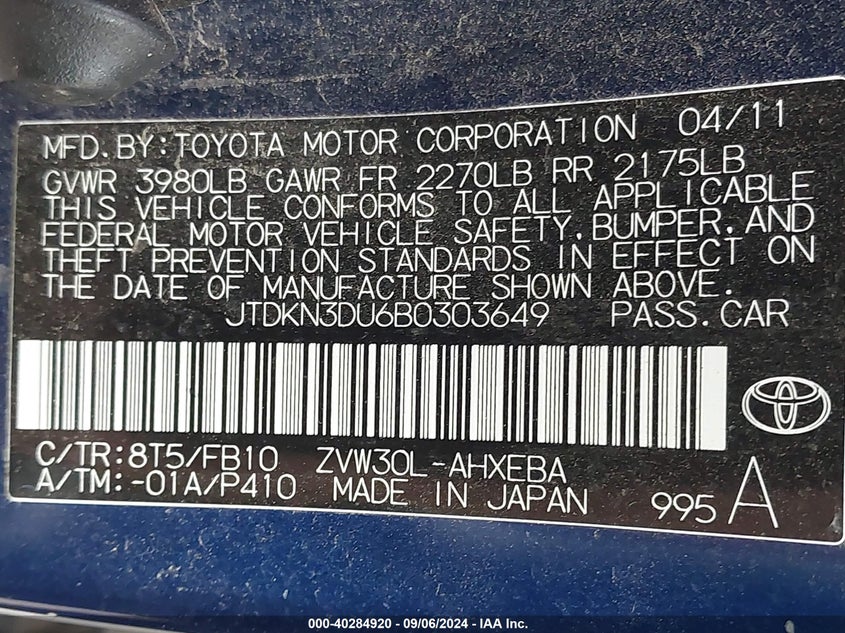 MFD. BY: TOYOTA MOTOR CORPORATION 04/11
GVWR 3980LB GAWR FR 2270LB RR 2175LB
THIS VEHICLE CONFORMS TO ALL APPLICABLE
FEDERAL MOTOR VEHICLE SAFETY, BUMPER, AND
THEFT PREVENTION STANDARDS IN EFFECT ON
THE DATE OF MANUFACTURE SHOWN ABOVE.
JTDKN3DU6B0303649 PASS. CAR
C/TR: 8T5/FB10 ZVW30L-AHXEBA
A/TM: -01A/P410 MADE IN JAPAN 995 A
000-40284920 - 09/06/2024 - IAA Inc.